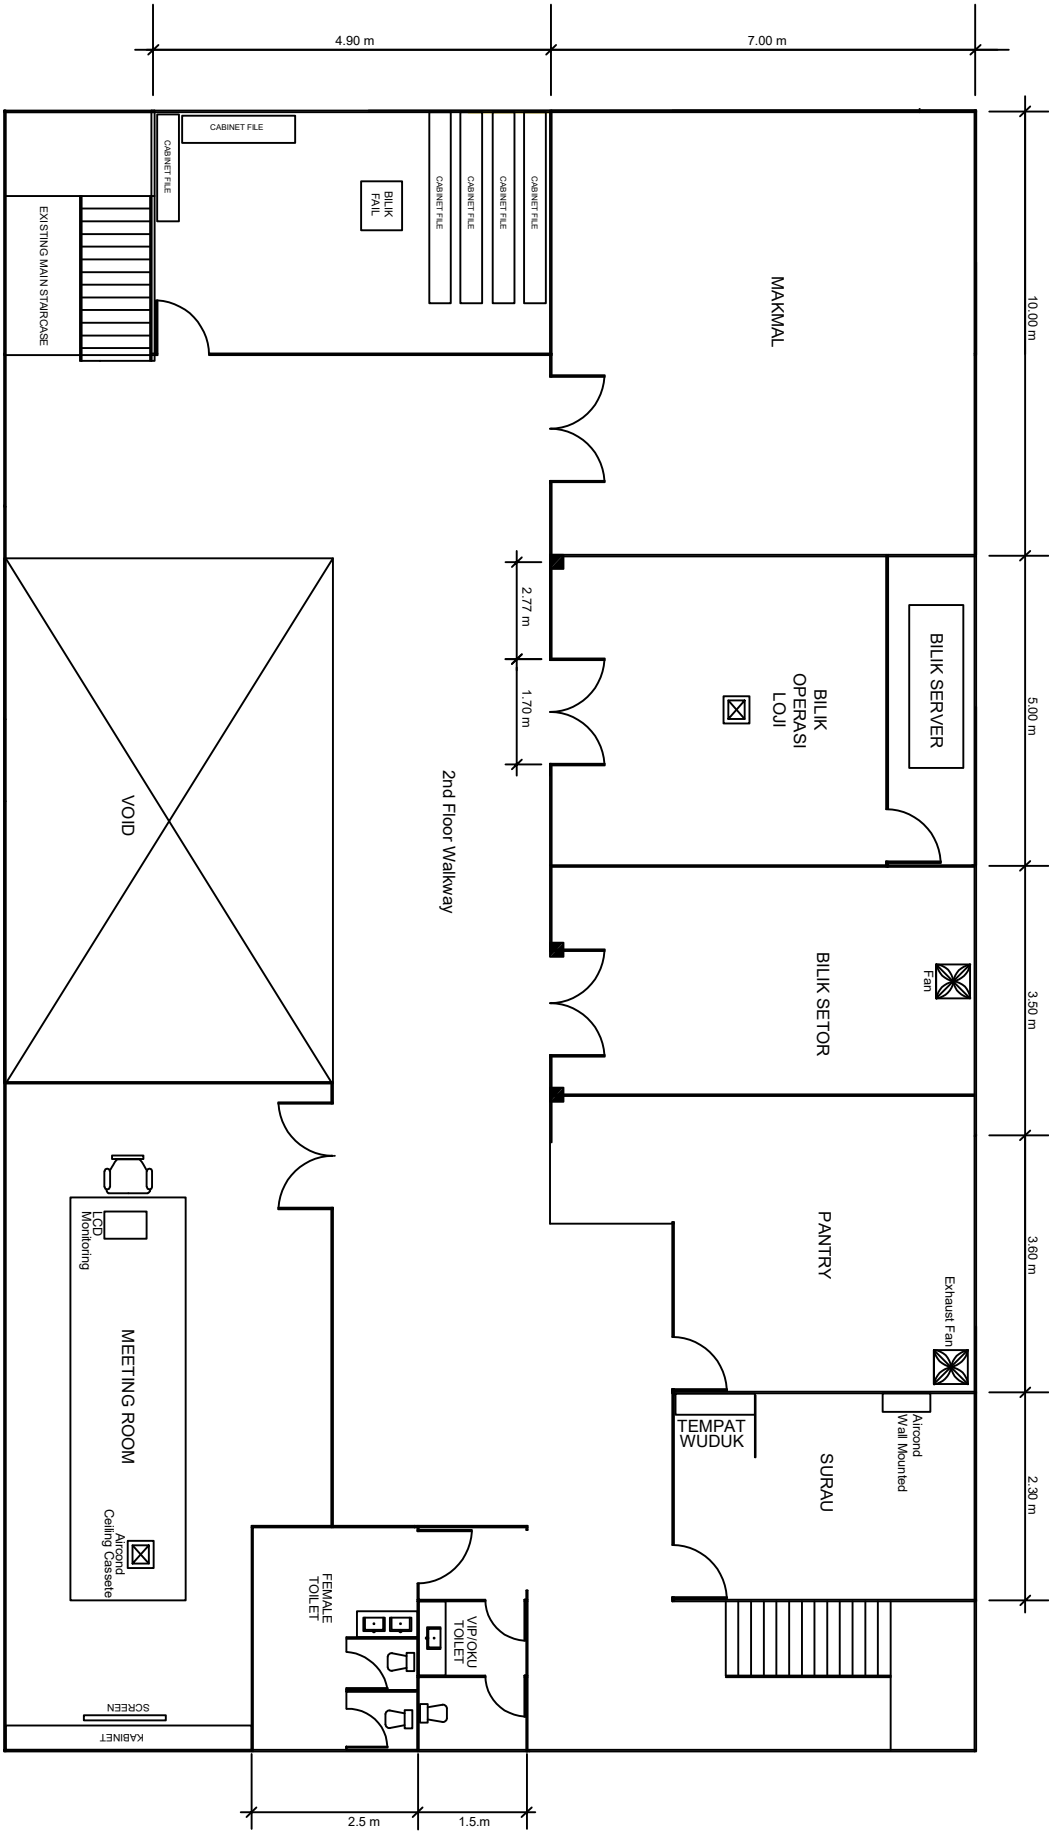 4.90 m
7.00 m
CABINET FILE
CABINET FILE
CABINET FILE
CABINET FILE
CABINET FILE
CABINET FILE
BILIK
FAIL
EXISTING MAIN STAIRCASE
MAKMAL
10.00 m
2.77 m
1.70 m
BILIK
OPERASI
LOJI
BILIK SERVER
5.00 m
VOID
2nd Floor Walkway
BILIK SETOR
Fan
3.50 m
LCD
Monitoring
MEETING ROOM
PANTRY
Exhaust Fan
3.60 m
TEMPAT
WUDUK
Aircond
Wall Mounted
SURAU
2.30 m
Aircond
Ceiling Cassete
FEMALE
TOILET
VIP/OKU
TOILET
SCREEN
KABINET
2.5 m
1.5.m